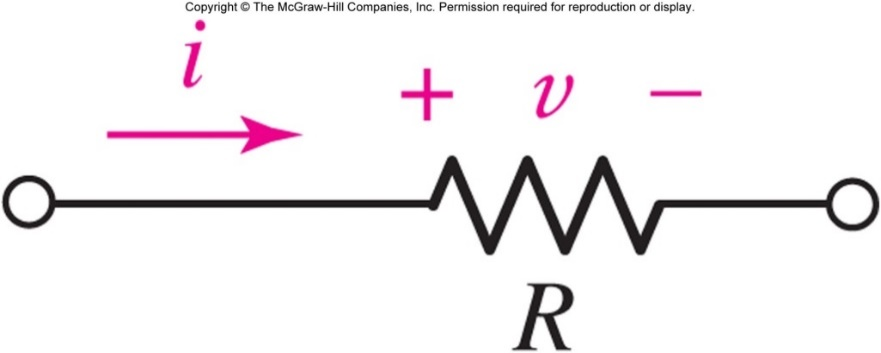 Copyright © The McGraw-Hill Companies, Inc. Permission required for reproduction or display.
i
+ v −
R